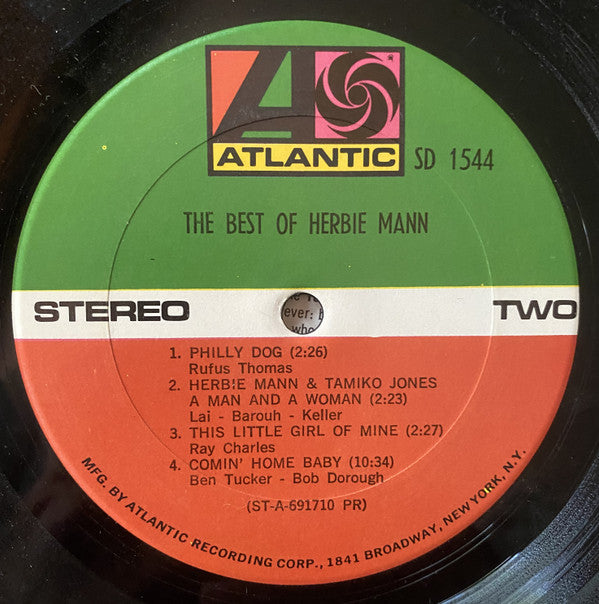 ATLANTIC
SD 1544
THE BEST OF HERBIE MANN
STEREO
TWO
ever:
who
1. PHILLY DOG (2:26)
Rufus Thomas
2. HERBIE MANN & TAMIKO JONES
A MAN AND A WOMAN (2:23)
Lai - Barouh - Keller
3. THIS LITTLE GIRL OF MINE (2:27)
Ray Charles
4. COMIN' HOME BABY (10:34)
Ben Tucker - Bob Dorough
(ST-A-691710 PR)
MFG. BY ATLANTIC RECORDING CORP., 1841 BROADWAY, NEW YORK, N.Y.